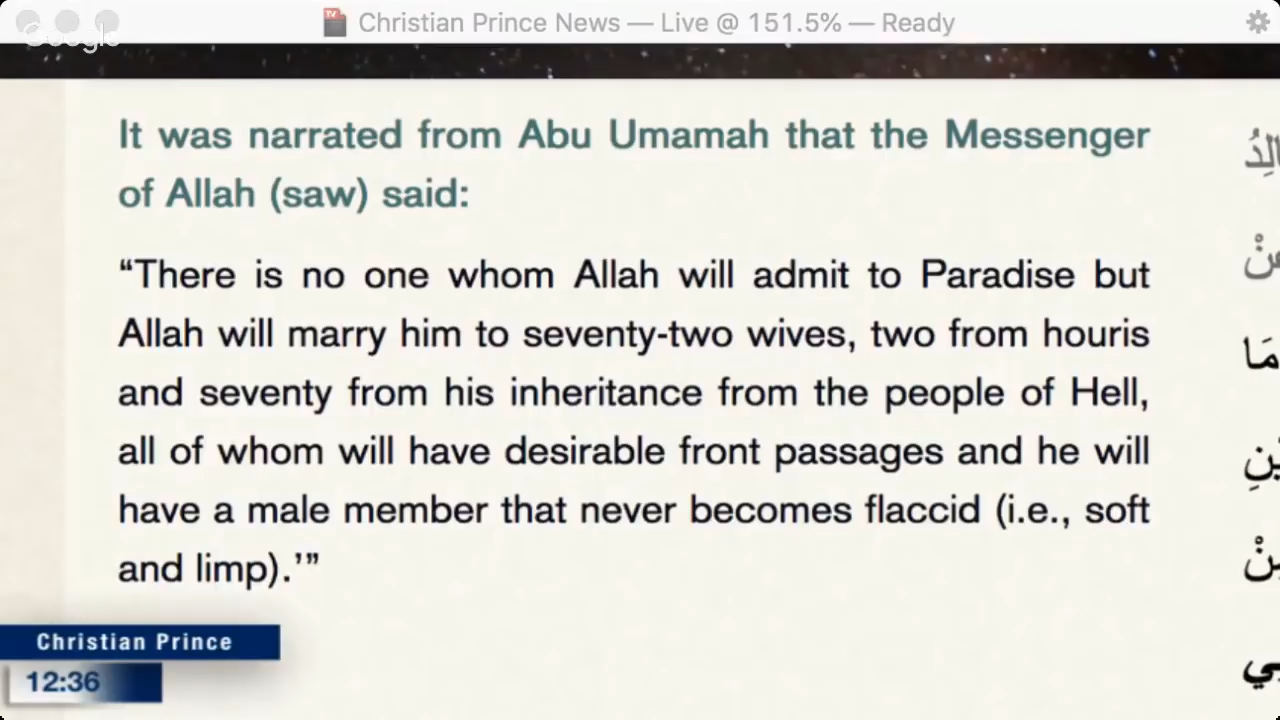 Christian Prince News — Live @ 151.5% — Ready
Google
It was narrated from Abu Umamah that the Messenger
of Allah (saw) said:
“There is no one whom Allah will admit to Paradise but
Allah will marry him to seventy-two wives, two from houris
and seventy from his inheritance from the people of Hell,
all of whom will have desirable front passages and he will
have a male member that never becomes flaccid (i.e., soft
and limp).’”
مَا
Christian Prince
12:36